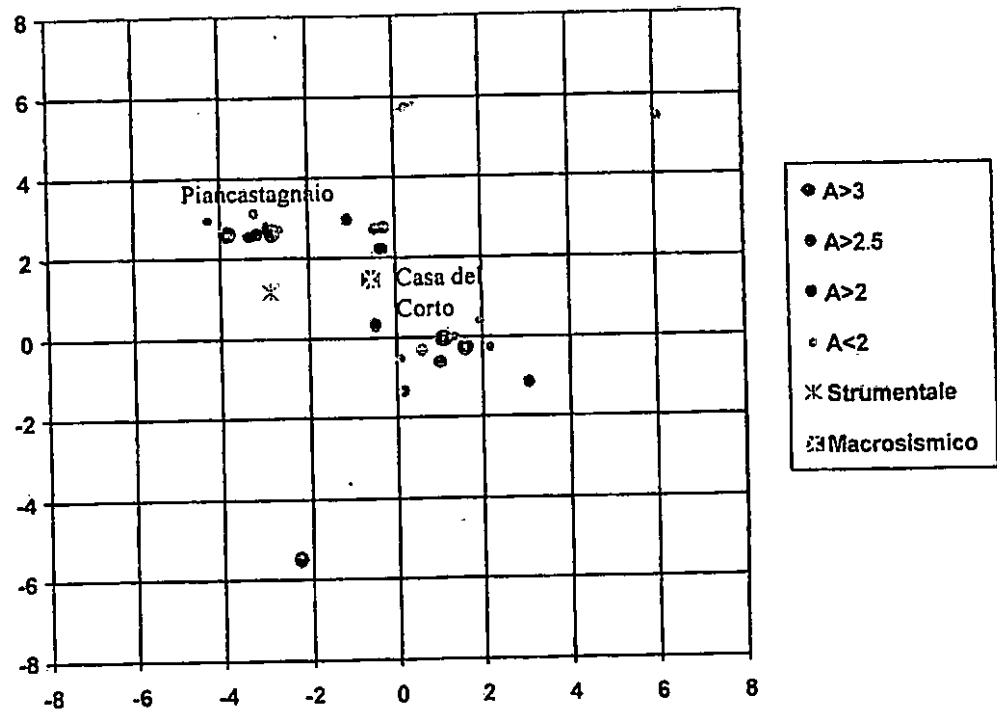 8
6
4
2
0
-2
-4
-6
-8
-8 -6 -4 -2 0 2 4 6 8
Piancastagnaio
Casa del
Corto
A>3
A>2.5
A>2
A<2
Strumentale
Macrosismico